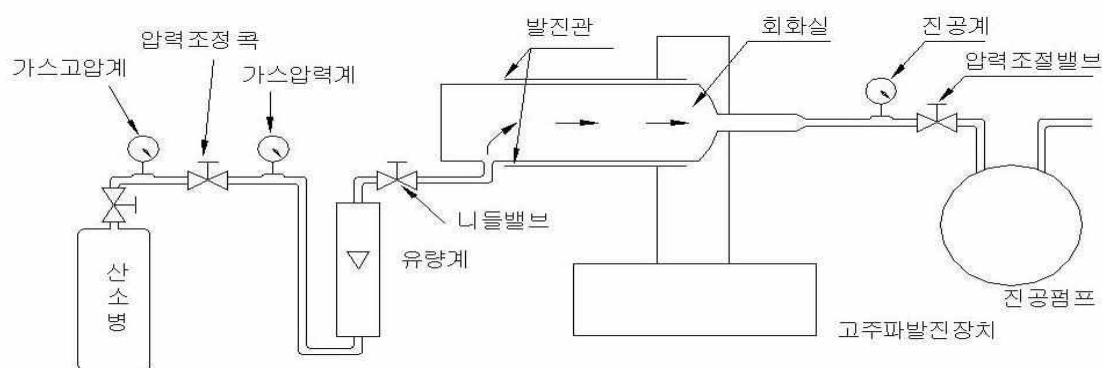 발진관
회화실
진공계
압력조정 콕
압력조절밸브
가스고압계
가스압력계
니들밸브
유량계
산소병
진공펌프
고주파발진장치